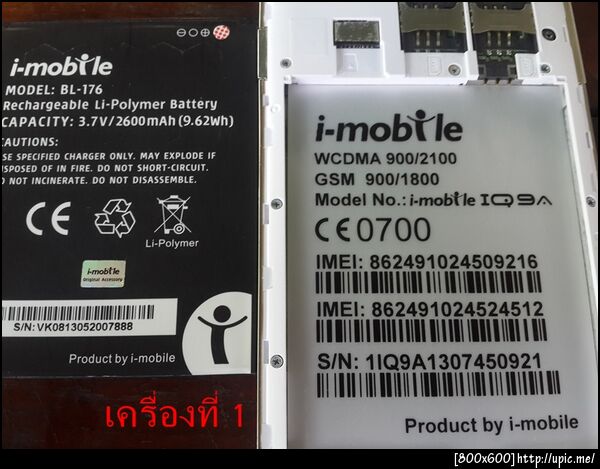 i-mobile
MODEL: BL-176
Rechargeable Li-Polymer Battery
CAPACITY: 3.7V/2600mAh (9.62Wh)
CAUTIONS:
SE SPECIFIED CHARGER ONLY. MAY EXPLODE IF
ISPOSED OF IN FIRE. DO NOT SHORT-CIRCUIT.
O NOT INCINERATE. DO NOT DISASSEMBLE.
CE
Li-Polymer
i-mobile
Original Accessory
S/N: VK0813052007888
Product by i-mobile
เครื่องที่ 1
i-mobile
WCDMA 900/2100
GSM 900/1800
Model No.: i-mobile IQ9A
CE0700
IMEI: 862491024509216
IMEI: 862491024524512
S/N: 1IQ9A1307450921
Product by i-mobile
[800x600]http://upic.me/